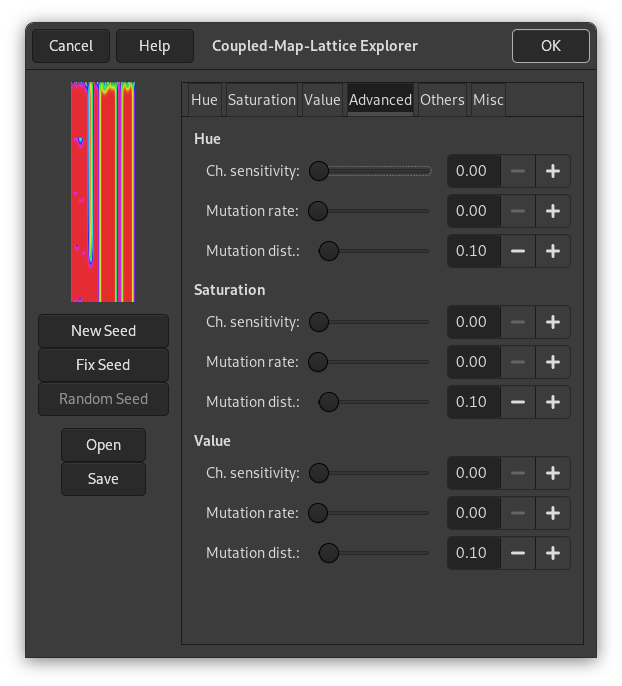 Cancel Help Coupled-Map-Lattice Explorer OK
Hue Saturation Value Advanced Others Misc
Hue
Ch. sensitivity: 0.00
Mutation rate: 0.00
Mutation dist.: 0.10
Saturation
Ch. sensitivity: 0.00
Mutation rate: 0.00
Mutation dist.: 0.10
Value
Ch. sensitivity: 0.00
Mutation rate: 0.00
Mutation dist.: 0.10
New Seed
Fix Seed
Random Seed
Open
Save